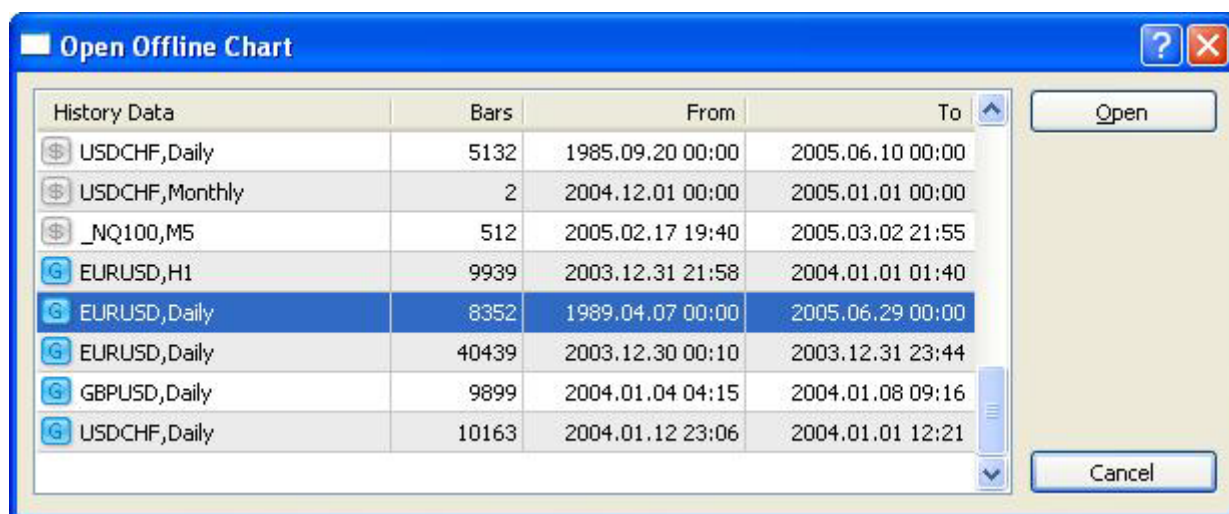 Open Offline Chart
History Data Bars From To
USDCHF,Daily 5132 1985.09.20 00:00 2005.06.10 00:00
USDCHF,Monthly 2 2004.12.01 00:00 2005.01.01 00:00
_NQ100,M5 512 2005.02.17 19:40 2005.03.02 21:55
EURUSD,H1 9939 2003.12.31 21:58 2004.01.01 01:40
EURUSD,Daily 8352 1989.04.07 00:00 2005.06.29 00:00
EURUSD,Daily 40439 2003.12.30 00:10 2003.12.31 23:44
GBPUSD,Daily 9899 2004.01.04 04:15 2004.01.08 09:16
USDCHF,Daily 10163 2004.01.12 23:06 2004.01.01 12:21
Open
Cancel